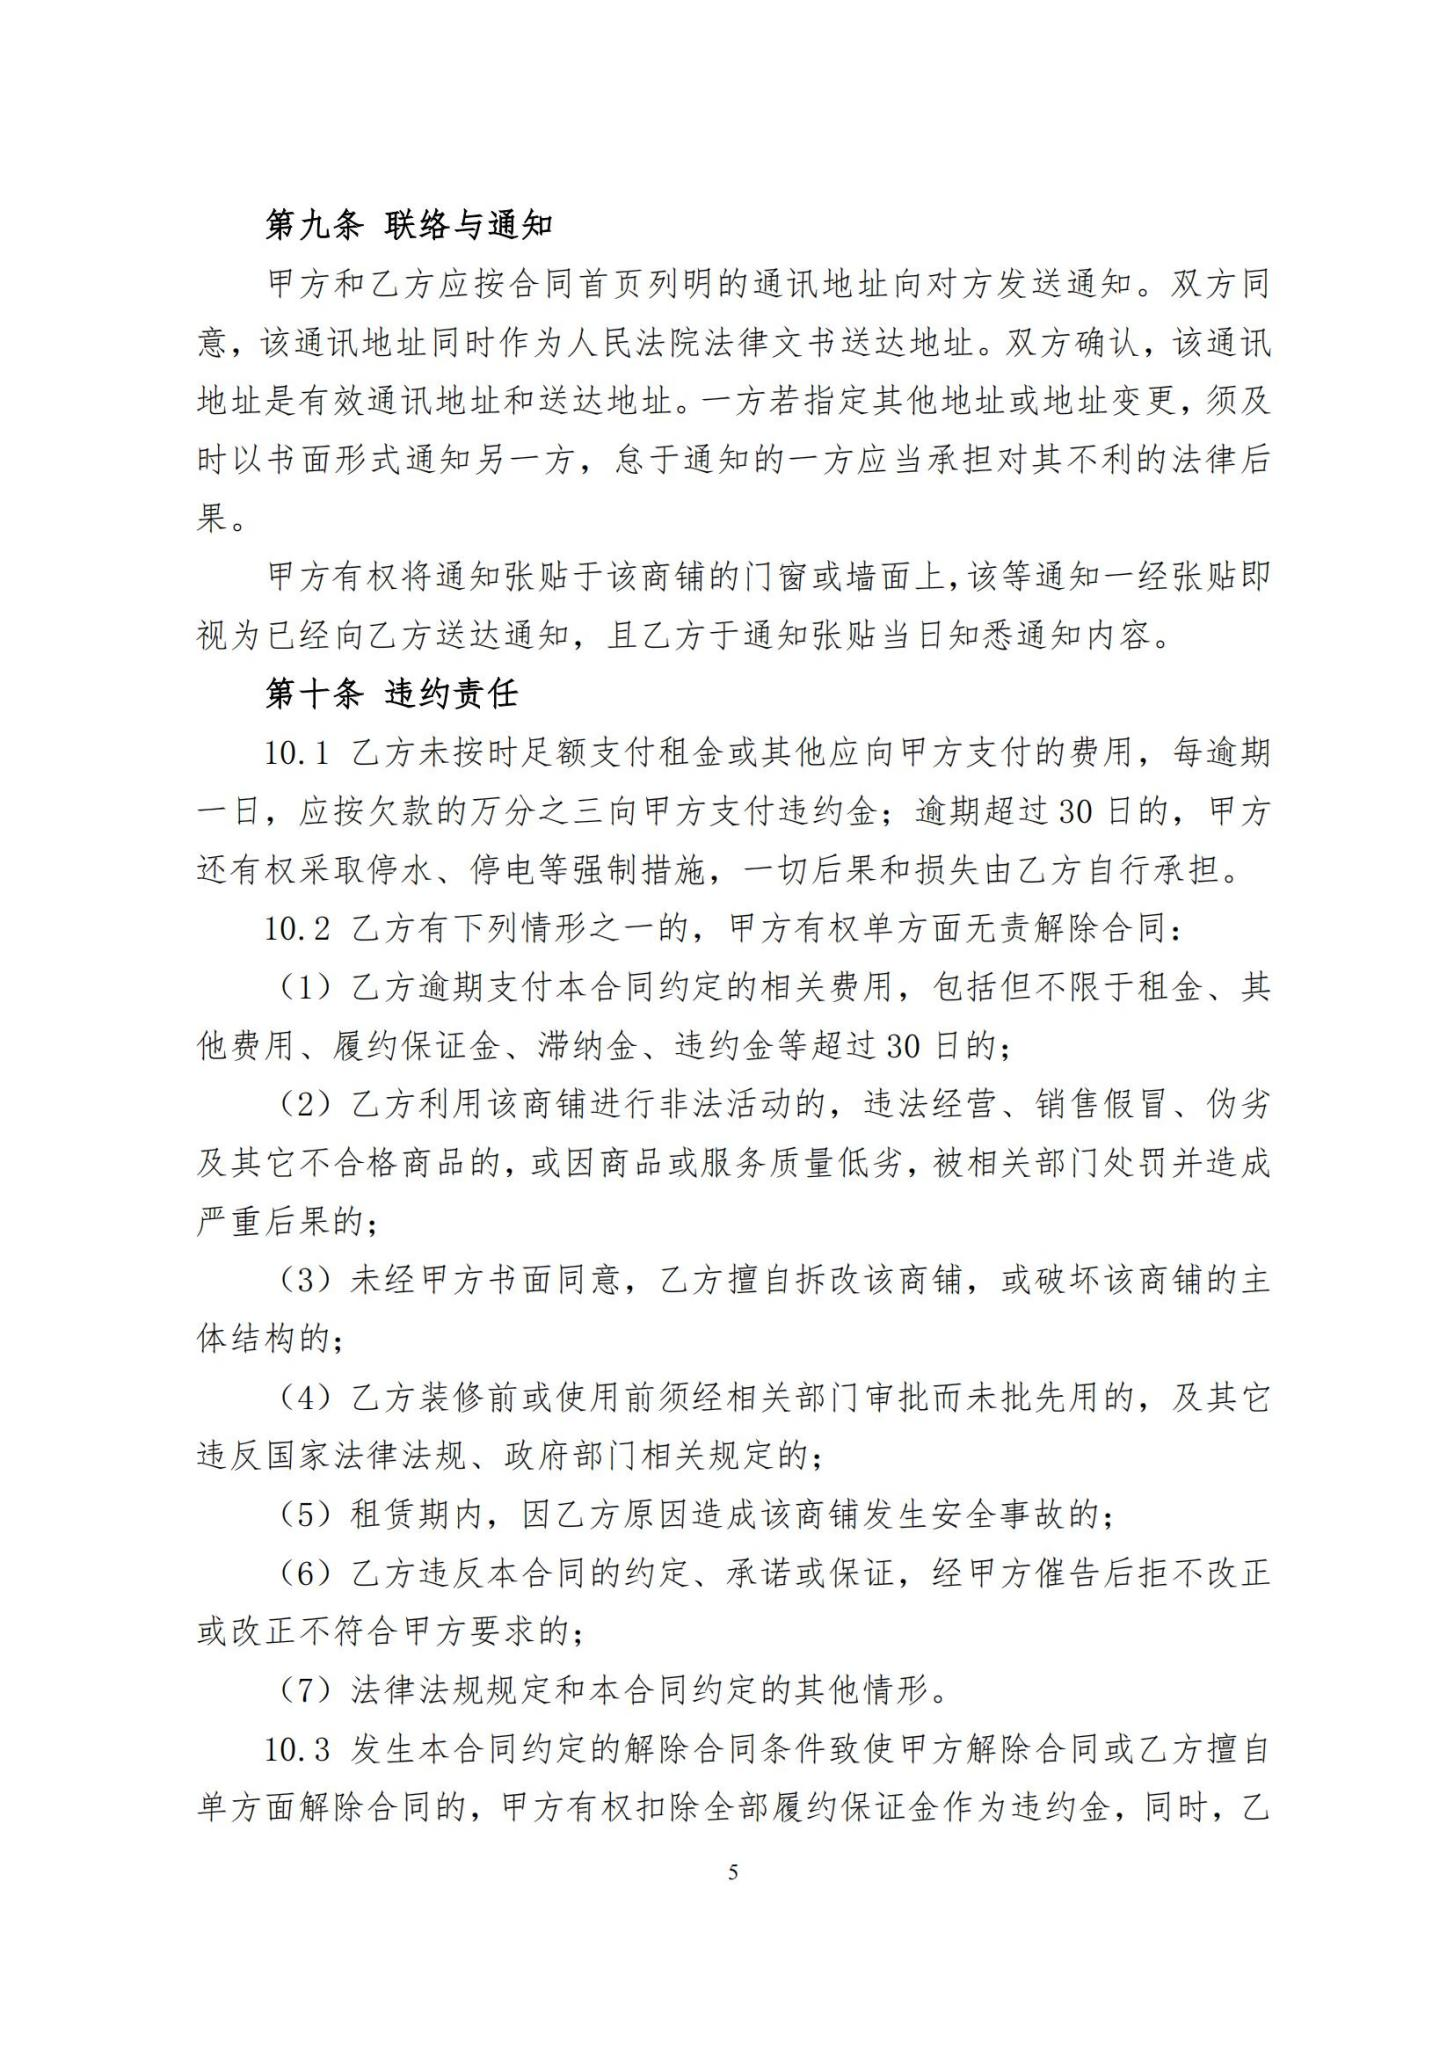 第九条 联络与通知
甲方和乙方应按合同首页列明的通讯地址向对方发送通知。双方同
意，该通讯地址同时作为人民法院法律文书送达地址。双方确认，该通讯
地址是有效通讯地址和送达地址。一方若指定其他地址或地址变更，须及
时以书面形式通知另一方，怠于通知的一方应当承担对其不利的法律后
果。
甲方有权将通知张贴于该商铺的门窗或墙面上，该等通知一经张贴即
视为已经向乙方送达通知，且乙方于通知张贴当日知悉通知内容。
第十条 违约责任
10.1 乙方未按时足额支付租金或其他应向甲方支付的费用，每逾期
一日，应按欠款的万分之三向甲方支付违约金；逾期超过 30 日的，甲方
还有权采取停水、停电等强制措施，一切后果和损失由乙方自行承担。
10.2 乙方有下列情形之一的，甲方有权单方面无责解除合同：
（1）乙方逾期支付本合同约定的相关费用，包括但不限于租金、其
他费用、履约保证金、滞纳金、违约金等超过 30 日的；
（2）乙方利用该商铺进行非法活动的，违法经营、销售假冒、伪劣
及其它不合格商品的，或因商品或服务质量低劣，被相关部门处罚并造成
严重后果的；
（3）未经甲方书面同意，乙方擅自拆改该商铺，或破坏该商铺的主
体结构的；
（4）乙方装修前或使用前须经相关部门审批而未批先用的，及其它
违反国家法律法规、政府部门相关规定的；
（5）租赁期内，因乙方原因造成该商铺发生安全事故的；
（6）乙方违反本合同的约定、承诺或保证，经甲方催告后拒不改正
或改正不符合甲方要求的；
（7）法律法规规定和本合同约定的其他情形。
10.3 发生本合同约定的解除合同条件致使甲方解除合同或乙方擅自
单方面解除合同的，甲方有权扣除全部履约保证金作为违约金，同时，乙
5